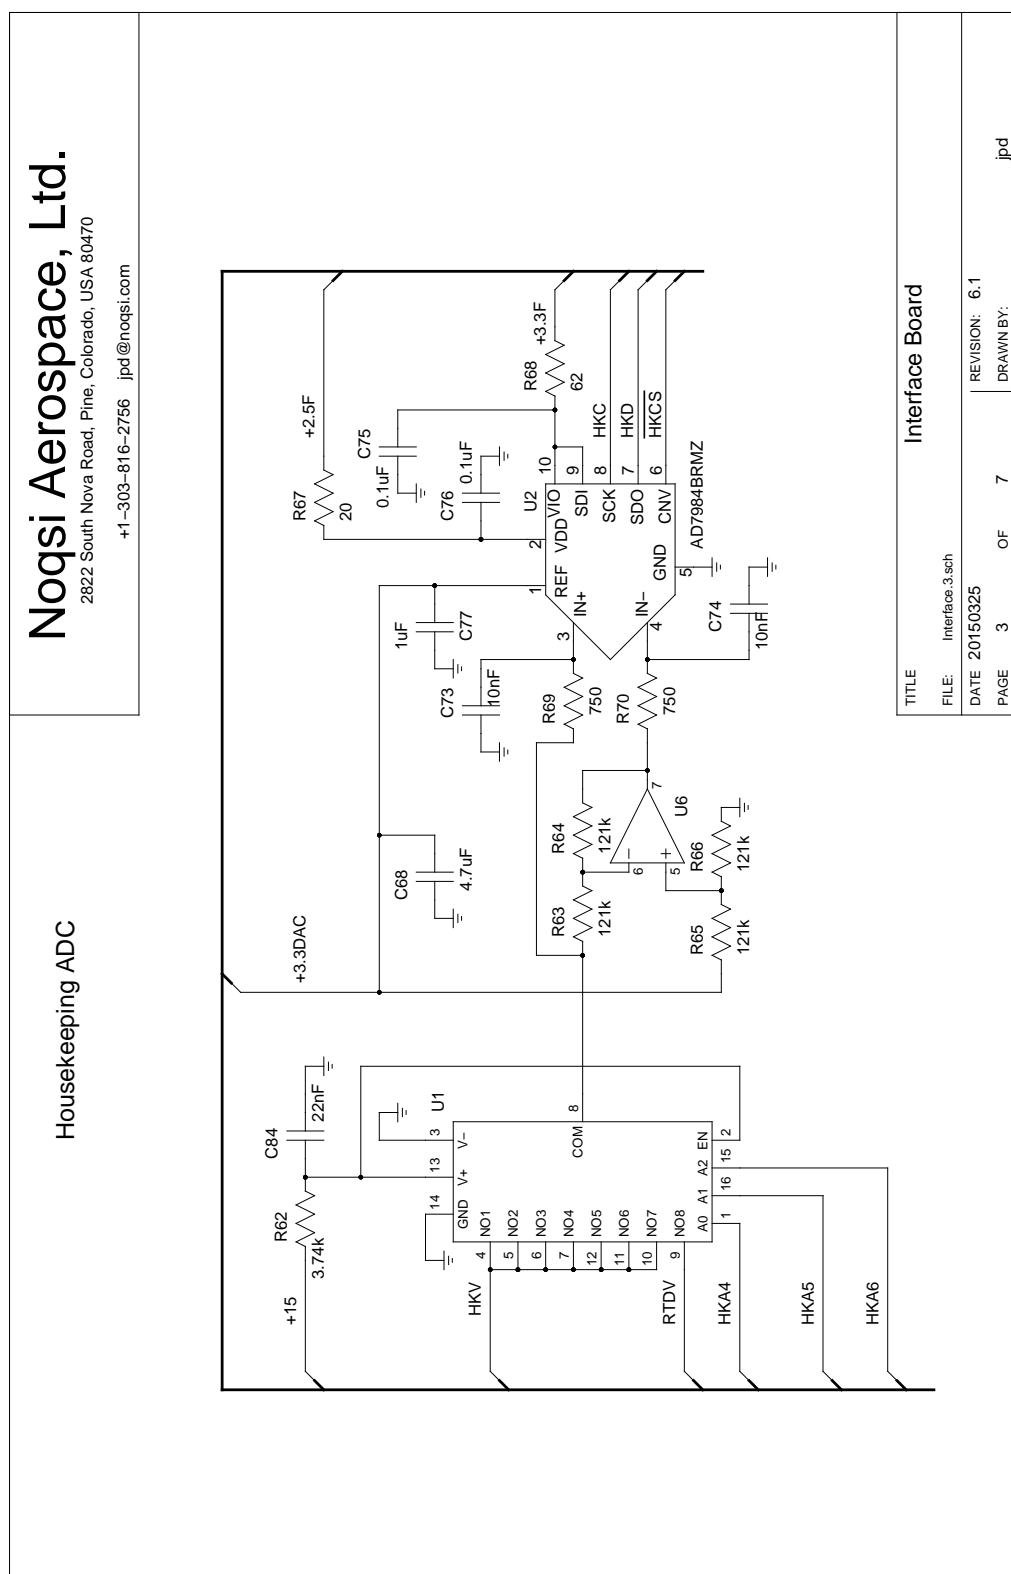 Noqsi Aerospace, Ltd.
2822 South Nova Road, Pine, Colorado, USA 80470
+1−303−816−2756 jpd@noqsi.com
Housekeeping ADC
+15
R62
3.74k
C84
22nF
+3.3DAC
C68
4.7uF
1uF
C77
C73
10nF
R67
20
+2.5F
C75
0.1uF
C76
0.1uF
R68
62
+3.3F
U1
14
GND
13
V+
3
V−
HKV
4
NO1
5
NO2
6
NO3
7
NO4
12
NO5
11
NO6
10
NO7
RTDV
9
NO8
COM
8
1
A0
16
A1
15
A2
2
EN
HKA4
HKA5
HKA6
R63
121k
R64
121k
R65
121k
R66
121k
6
−
5
+
7
U6
R69
750
R70
750
C74
10nF
U2
1
REF
2
VDD
10
VIO
9
SDI
8
SCK
7
SDO
6
CNV
3
IN+
4
IN−
GND
5
AD7984BRMZ
HKC
HKD
HKCS
TITLE
Interface Board
FILE: Interface.3.sch
REVISION: 6.1
DATE 20150325
PAGE 3 OF 7
DRAWN BY: jpd